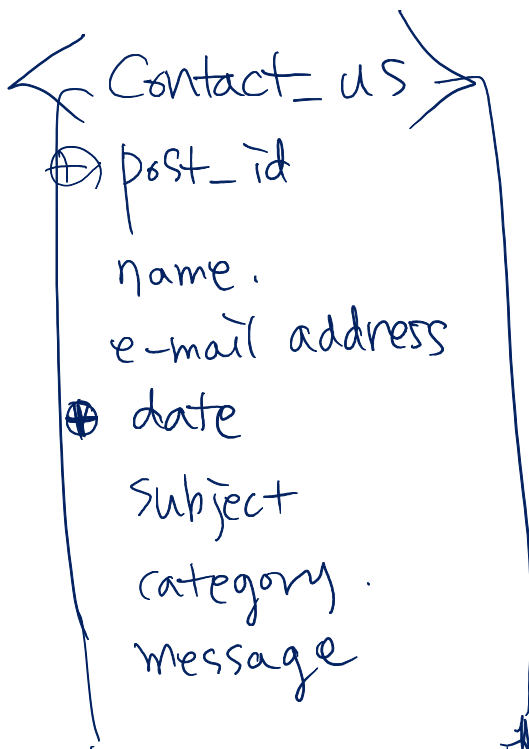 <Contact_us>
⊕ post_id
name.
e-mail address
⊕ date
subject
category.
message